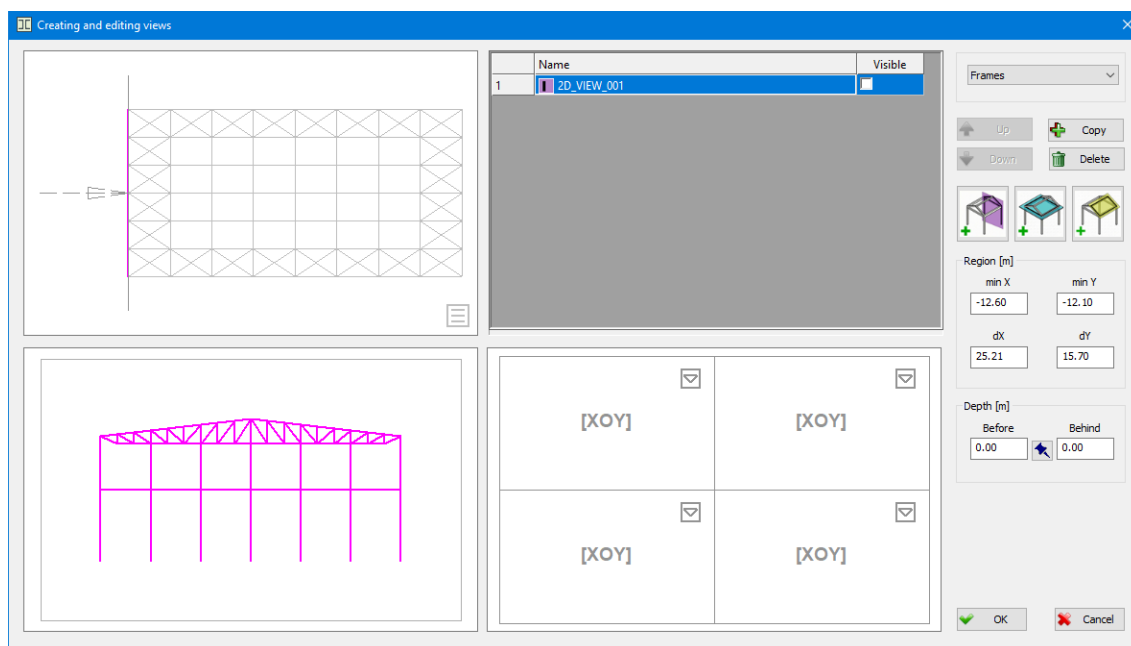 Creating and editing views
Name Visible
1 2D_VIEW_001
Frames
Up Copy
Down Delete
Region [m]
min X min Y
-12.60 -12.10
dX dY
25.21 15.70
Depth [m]
Before Behind
0.00 0.00
[XOY] [XOY]
[XOY] [XOY]
OK Cancel